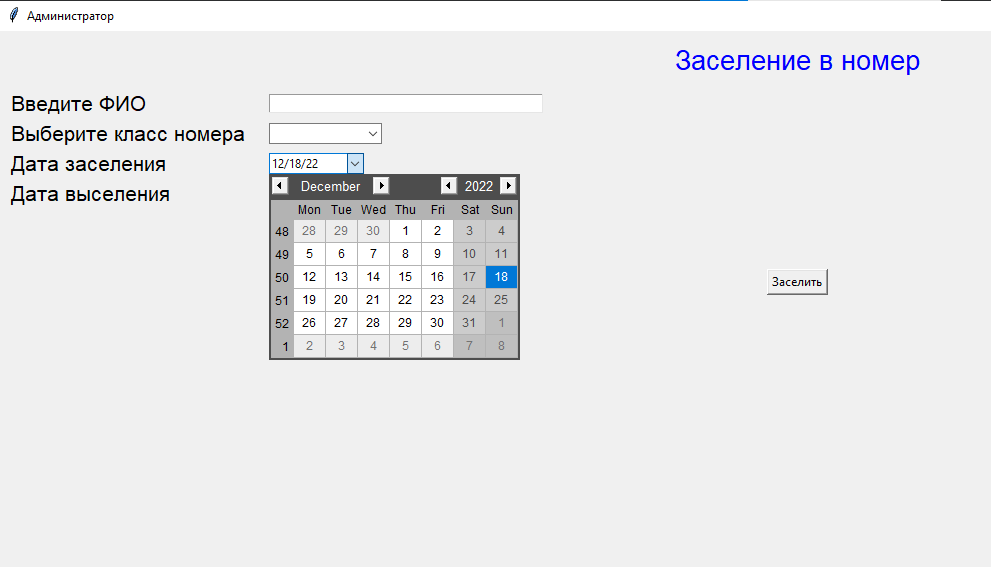 Администратор
Заселение в номер
Введите ФИО
Выберите класс номера
Дата заселения 12/18/22
Дата выселения
December 2022
Mon Tue Wed Thu Fri Sat Sun
48 28 29 30 1 2 3 4
49 5 6 7 8 9 10 11
50 12 13 14 15 16 17 18
51 19 20 21 22 23 24 25
52 26 27 28 29 30 31 1
1 2 3 4 5 6 7 8
Заселить